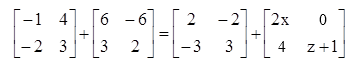 [-1 4; -2 3] + [6 -6; 3 2] = [2 -2; -3 3] + [2x 0; 4 z+1]